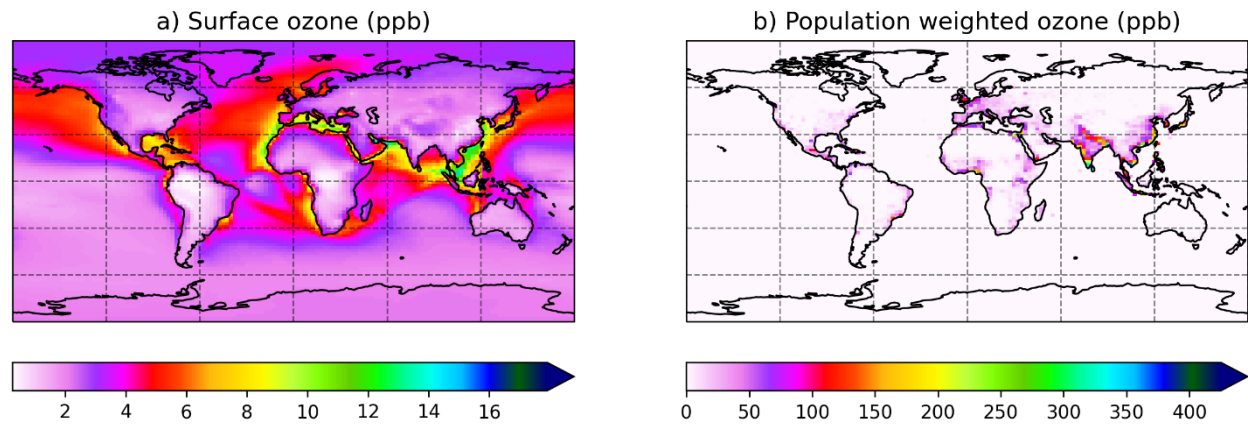 a) Surface ozone (ppb)
b) Population weighted ozone (ppb)
2 4 6 8 10 12 14 16
0 50 100 150 200 250 300 350 400